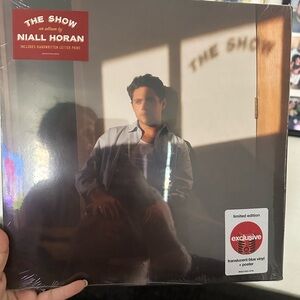 THE SHOW
an album by
NIALL HORAN
INCLUDES HANDWRITTEN LETTER PRINT
THE SHOW
limited edition
exclusive
translucent blue vinyl
+ poster